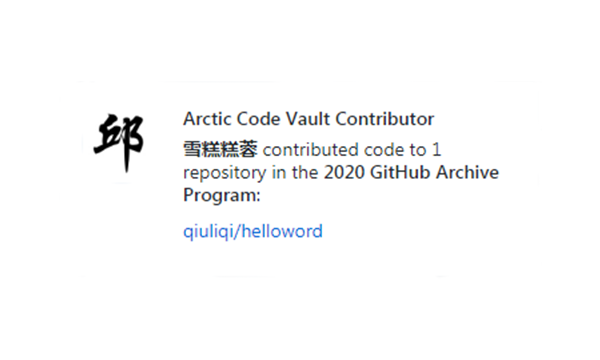 邱
Arctic Code Vault Contributor
雪糕糕蓉 contributed code to 1
repository in the 2020 GitHub Archive
Program:
qiuliqi/helloword